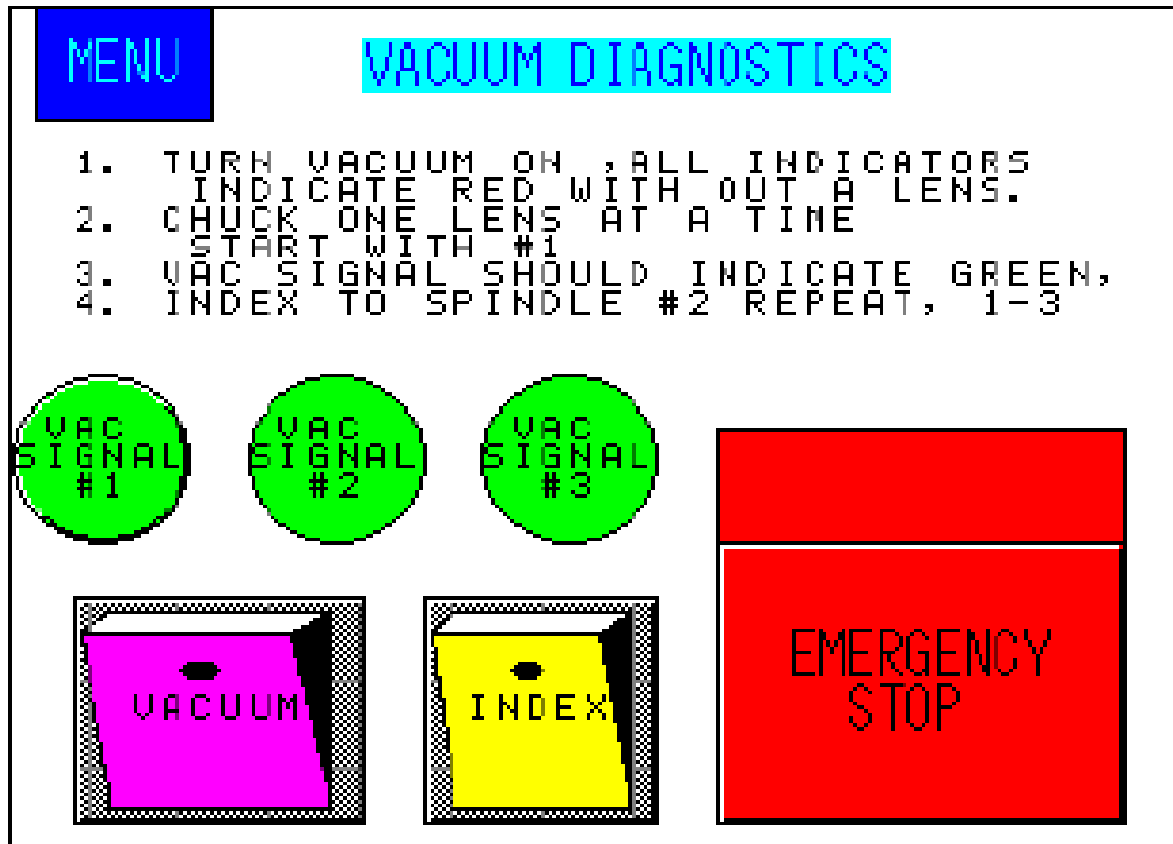 MENU
VACUUM DIAGNOSTICS
1. TURN VACUUM ON ,ALL INDICATORS
INDICATE RED WITH OUT A LENS.
2. CHUCK ONE LENS AT A TIME
START WITH #1
3. VAC SIGNAL SHOULD INDICATE GREEN,
4. INDEX TO SPINDLE #2 REPEAT, 1-3
VAC
SIGNAL
#1
VAC
SIGNAL
#2
VAC
SIGNAL
#3
VACUUM
INDEX
EMERGENCY
STOP